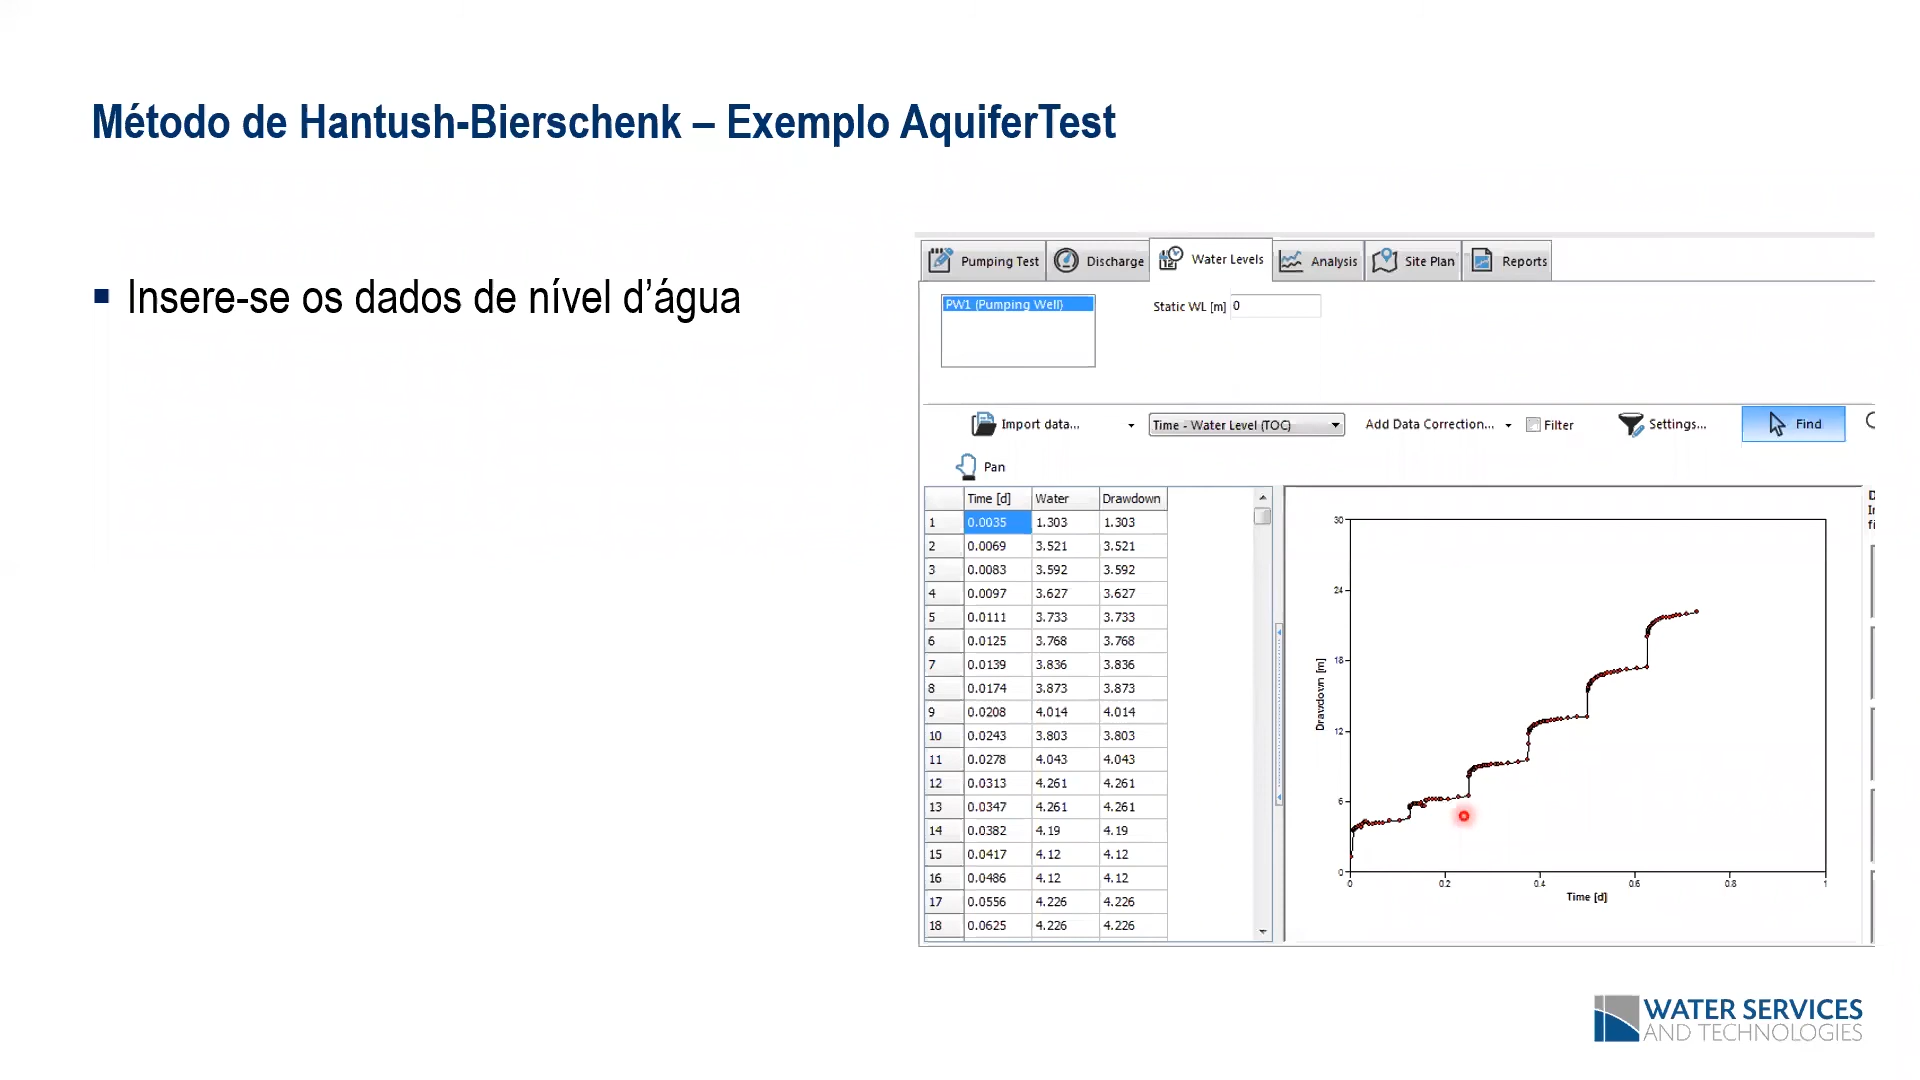 Método de Hantush-Bierschenk – Exemplo AquiferTest
▪ Insere-se os dados de nível d’água
Pumping Test Discharge Water Levels Analysis Site Plan Reports
PW1 (Pumping Well)
Static WL [m] 0
Import data... Time - Water Level (TOC) Add Data Correction... Filter Settings... Find
Pan
Time [d] Water Drawdown
1 0.0035 1.303 1.303
2 0.0069 3.521 3.521
3 0.0083 3.592 3.592
4 0.0097 3.627 3.627
5 0.0111 3.733 3.733
6 0.0125 3.768 3.768
7 0.0139 3.836 3.836
8 0.0174 3.873 3.873
9 0.0208 4.014 4.014
10 0.0243 3.803 3.803
11 0.0278 4.043 4.043
12 0.0313 4.261 4.261
13 0.0347 4.261 4.261
14 0.0382 4.19 4.19
15 0.0417 4.12 4.12
16 0.0486 4.12 4.12
17 0.0556 4.226 4.226
18 0.0625 4.226 4.226
30
24
18
12
6
0
Drawdown [m]
0 0.2 0.4 0.6 0.8 1
Time [d]
WATER SERVICES
AND TECHNOLOGIES